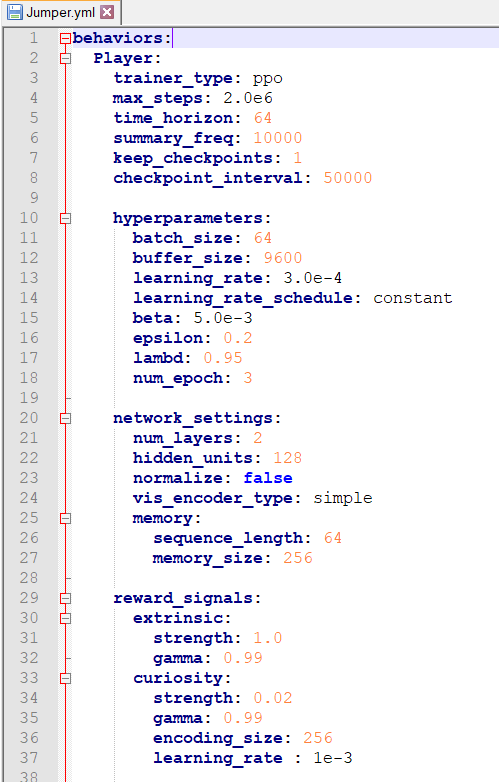 Jumper.yml
1 behaviors:
2 Player:
3 trainer_type: ppo
4 max_steps: 2.0e6
5 time_horizon: 64
6 summary_freq: 10000
7 keep_checkpoints: 1
8 checkpoint_interval: 50000
9
10 hyperparameters:
11 batch_size: 64
12 buffer_size: 9600
13 learning_rate: 3.0e-4
14 learning_rate_schedule: constant
15 beta: 5.0e-3
16 epsilon: 0.2
17 lambd: 0.95
18 num_epoch: 3
19
20 network_settings:
21 num_layers: 2
22 hidden_units: 128
23 normalize: false
24 vis_encoder_type: simple
25 memory:
26 sequence_length: 64
27 memory_size: 256
28
29 reward_signals:
30 extrinsic:
31 strength: 1.0
32 gamma: 0.99
33 curiosity:
34 strength: 0.02
35 gamma: 0.99
36 encoding_size: 256
37 learning_rate : 1e-3
38